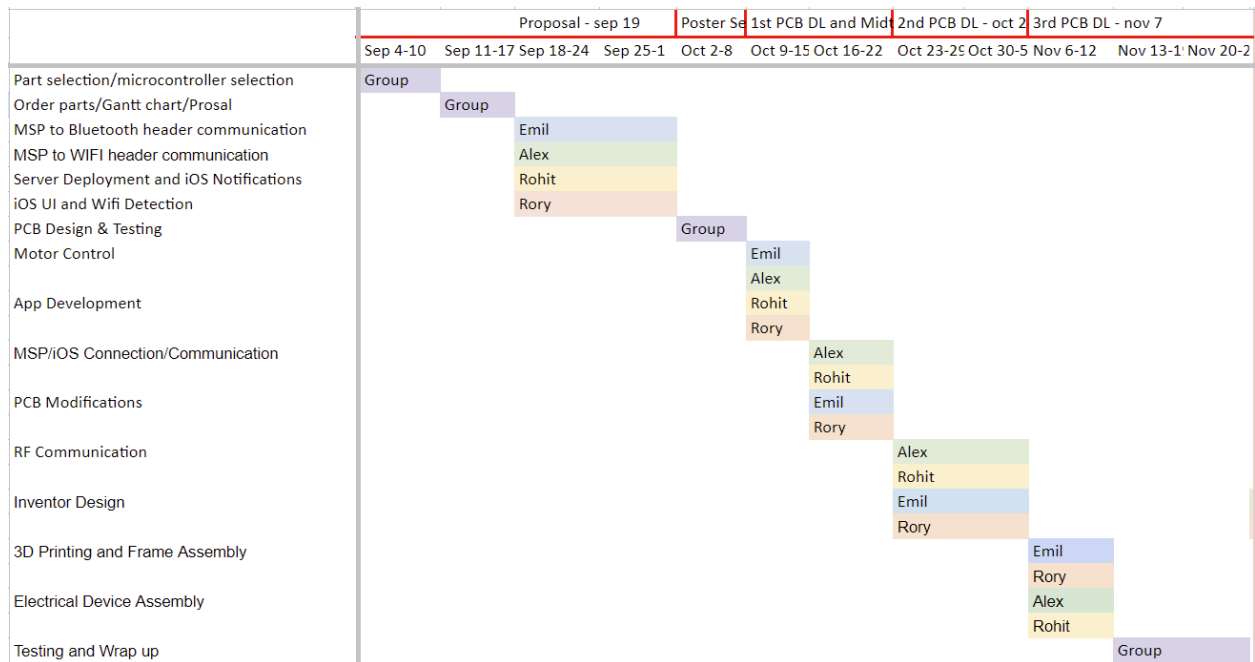 Proposal - sep 19 Poster Se 1st PCB DL and Midt 2nd PCB DL - oct 2 3rd PCB DL - nov 7
Sep 4-10 Sep 11-17 Sep 18-24 Sep 25-1 Oct 2-8 Oct 9-15 Oct 16-22 Oct 23-29 Oct 30-5 Nov 6-12 Nov 13-1 Nov 20-2
Part selection/microcontroller selection Group
Order parts/Gantt chart/Prosal Group
MSP to Bluetooth header communication Emil
MSP to WIFI header communication Alex
Server Deployment and iOS Notifications Rohit
iOS UI and Wifi Detection Rory
PCB Design & Testing Group
Motor Control Emil
Alex
App Development Rohit
Rory
MSP/iOS Connection/Communication Alex
Rohit
PCB Modifications Emil
Rory
RF Communication Alex
Rohit
Inventor Design Emil
Rory
3D Printing and Frame Assembly Emil
Rory
Electrical Device Assembly Alex
Rohit
Testing and Wrap up Group